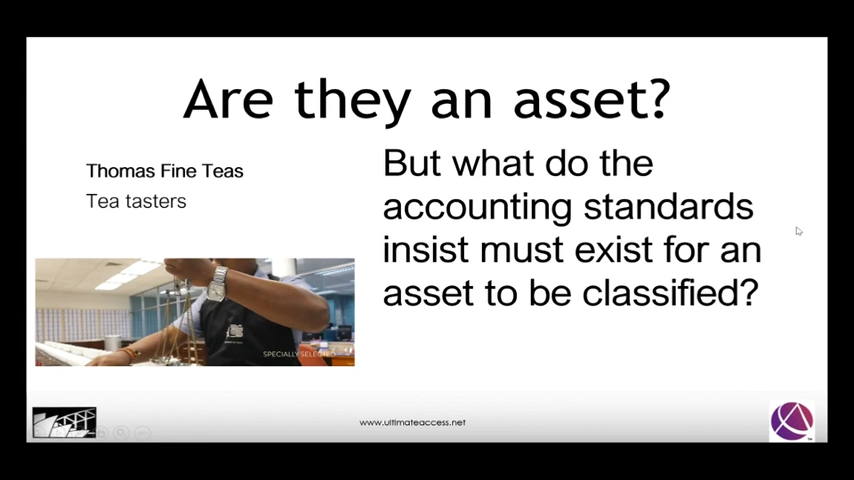 Are they an asset?
Thomas Fine Teas
Tea tasters
But what do the
accounting standards
insist must exist for an
asset to be classified?
SPECIALLY SELECTED
www.ultimateaccess.net